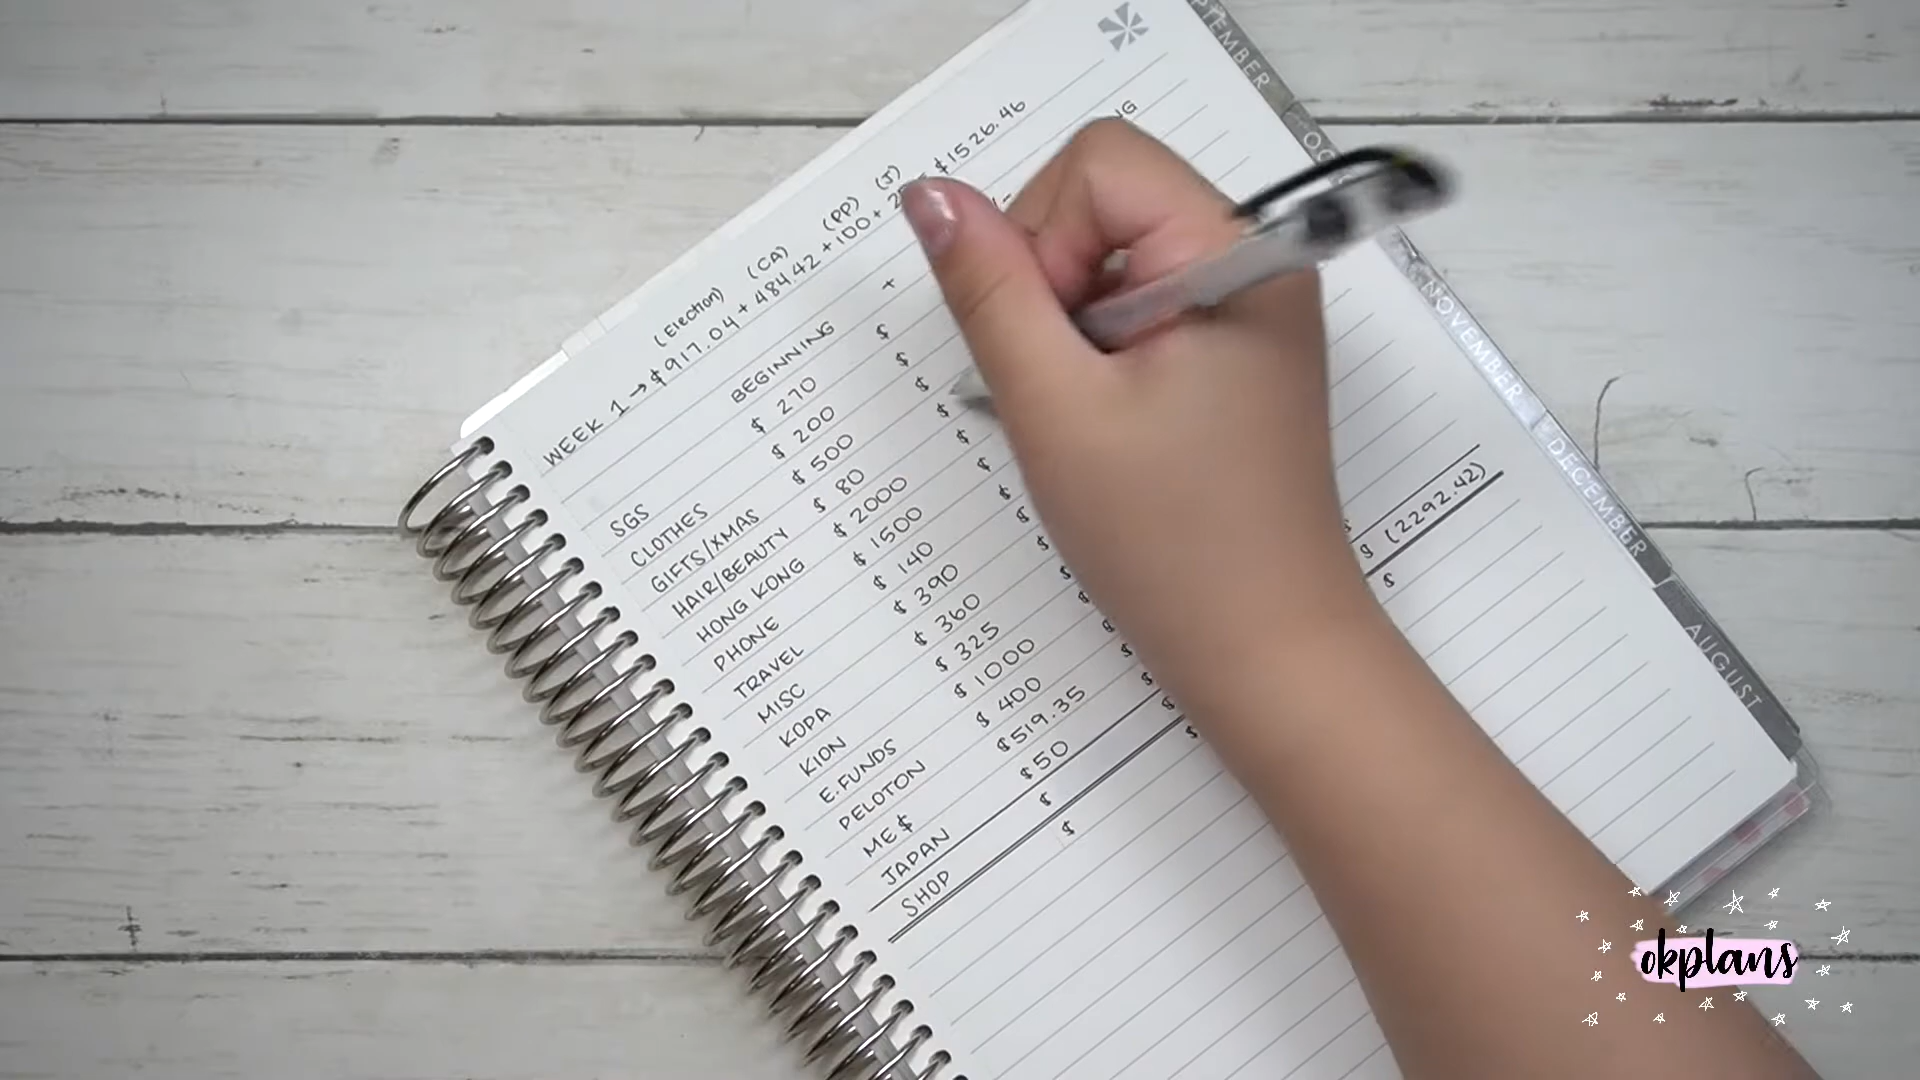 (Election) (CA) (PP) (J)
WEEK 1 → $917.04 + 484.42 + 100 + $1526.46
BEGINNING + - NG
SGS $ 270 $
CLOTHES $ 200 $
GIFTS/XMAS $ 500 $
HAIR/BEAUTY $ 80 $
HONG KONG $ 2000 $
PHONE $ 1500 $
TRAVEL $ 140 $
MISC $ 390 $
KOPA $ 360 $
KION $ 325 $
E.FUNDS $ 1000 $
PELOTON $ 400 $
ME $ $519.35 $
JAPAN $50 $ $
SHOP $ $ $ (2292.42)
$ $ $
OCTOBER
NOVEMBER
DECEMBER
AUGUST
okplans